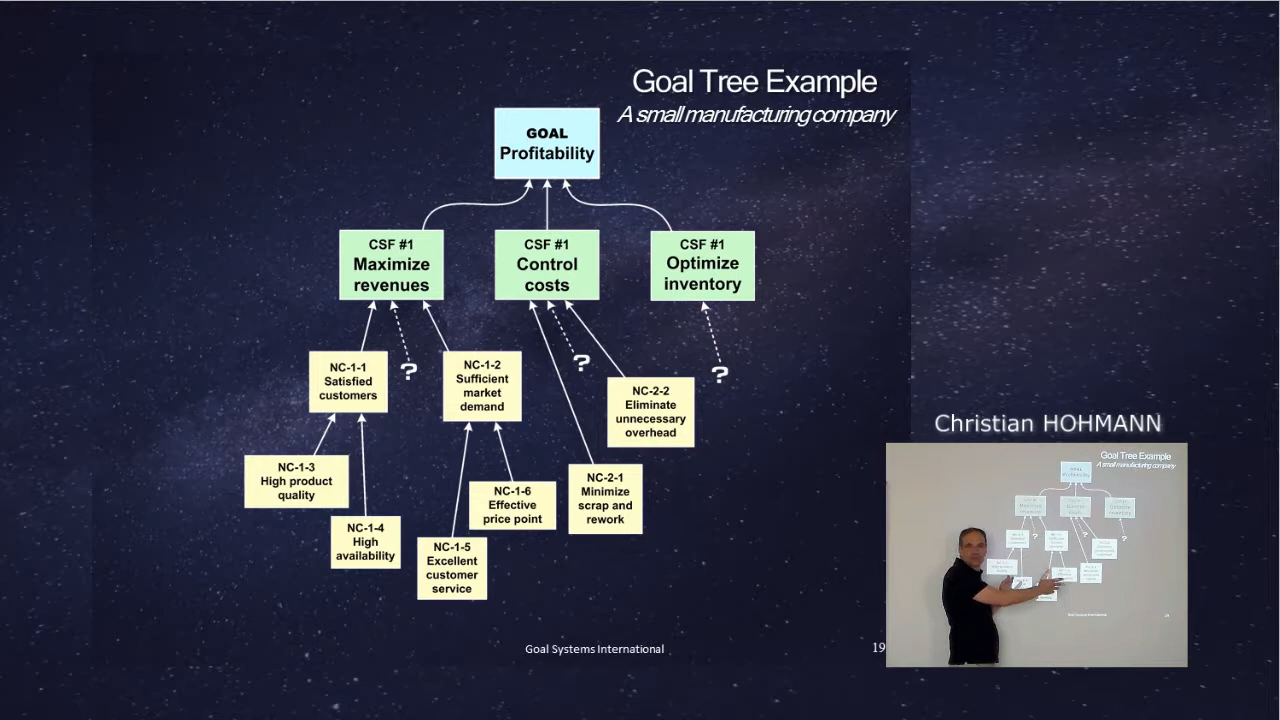 Goal Tree Example
A small manufacturing company
GOAL
Profitability
CSF #1
Maximize
revenues
CSF #1
Control
costs
CSF #1
Optimize
inventory
NC-1-1
Satisfied
customers
?
NC-1-2
Sufficient
market
demand
?
NC-2-2
Eliminate
unnecessary
overhead
?
NC-1-3
High product
quality
NC-1-4
High
availability
NC-1-5
Excellent
customer
service
NC-1-6
Effective
price point
NC-2-1
Minimize
scrap and
rework
Goal Systems International
19
Christian HOHMANN
Goal Tree Example
A small manufacturing company
GOAL
Profitability
?
?
?